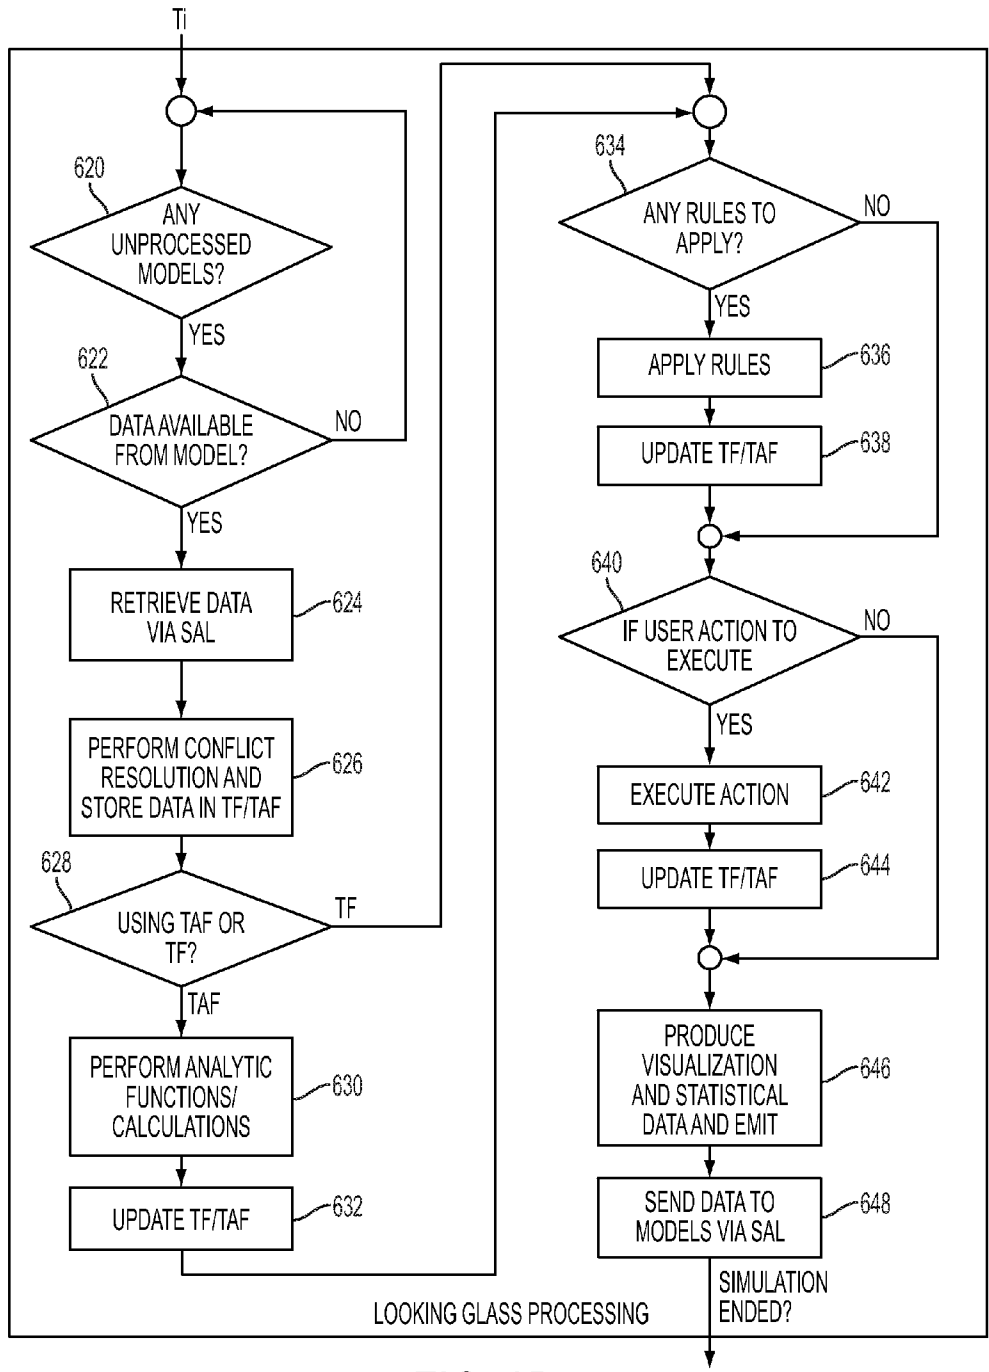 Ti
620
ANY
UNPROCESSED
MODELS?
YES
622
DATA AVAILABLE
FROM MODEL?
NO
YES
RETRIEVE DATA
VIA SAL
624
PERFORM CONFLICT
RESOLUTION AND
STORE DATA IN TF/TAF
626
628
USING TAF OR
TF?
TF
TAF
PERFORM ANALYTIC
FUNCTIONS/
CALCULATIONS
630
UPDATE TF/TAF
632
634
ANY RULES TO
APPLY?
NO
YES
APPLY RULES
636
UPDATE TF/TAF
638
640
IF USER ACTION TO
EXECUTE
NO
YES
EXECUTE ACTION
642
UPDATE TF/TAF
644
PRODUCE
VISUALIZATION
AND STATISTICAL
DATA AND EMIT
646
SEND DATA TO
MODELS VIA SAL
648
SIMULATION
ENDED?
LOOKING GLASS PROCESSING